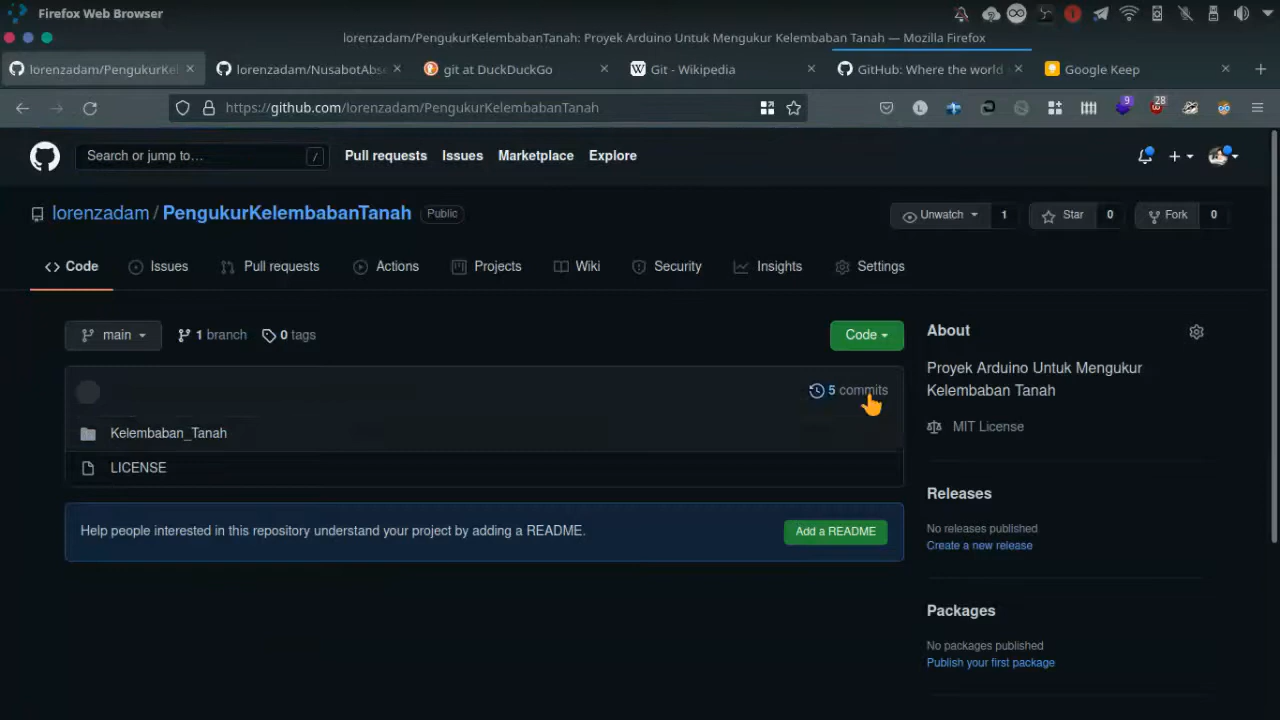 Firefox Web Browser
lorenzadam/PengukurKelembabanTanah: Proyek Arduino Untuk Mengukur Kelembaban Tanah — Mozilla Firefox
lorenzadam/PengukurKel
lorenzadam/NusabotAbse
git at DuckDuckGo
Git - Wikipedia
GitHub: Where the world
Google Keep
https://github.com/lorenzadam/PengukurKelembabanTanah
9
28
Search or jump to…
/
Pull requests
Issues
Marketplace
Explore
lorenzadam / PengukurKelembabanTanah
Public
Unwatch
1
Star
0
Fork
0
Code
Issues
Pull requests
Actions
Projects
Wiki
Security
Insights
Settings
main
1 branch
0 tags
Code
5 commits
Kelembaban_Tanah
LICENSE
Help people interested in this repository understand your project by adding a README.
Add a README
About
Proyek Arduino Untuk Mengukur
Kelembaban Tanah
MIT License
Releases
No releases published
Create a new release
Packages
No packages published
Publish your first package